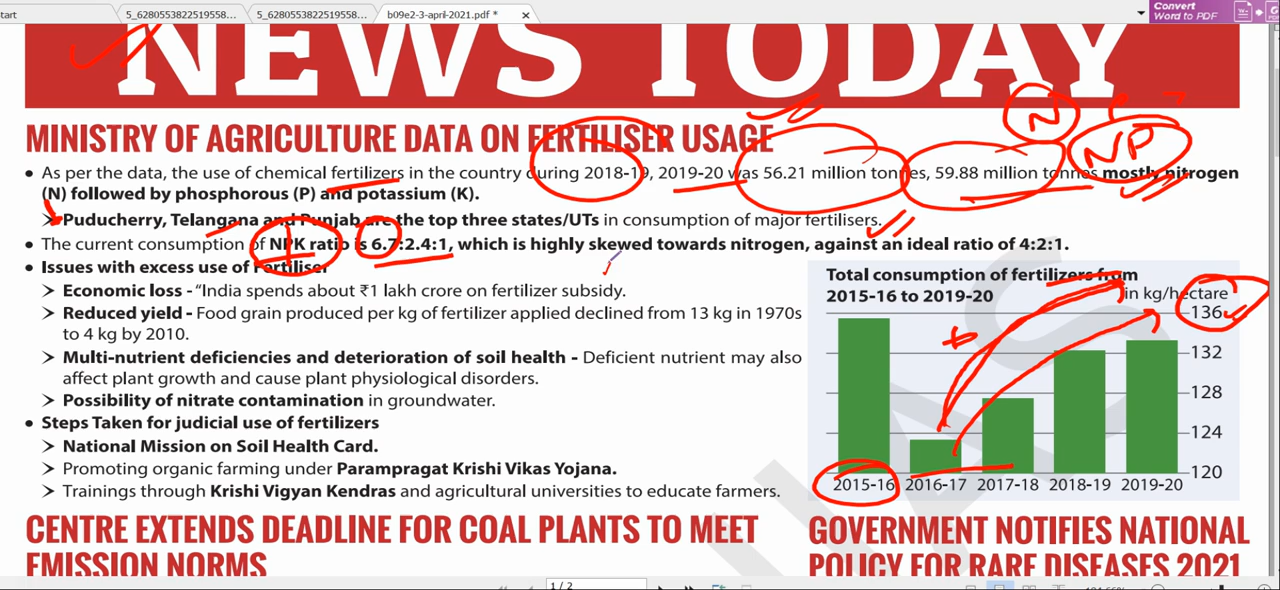 tart
5_6280553822519558...
5_6280553822519558...
b09e2-3-april-2021.pdf *
Convert
Word to PDF
NEWS TODAY
MINISTRY OF AGRICULTURE DATA ON FERTILISER USAGE
N
NP
• As per the data, the use of chemical fertilizers in the country during 2018-19, 2019-20 was 56.21 million tonnes, 59.88 million tonnes mostly nitrogen
(N) followed by phosphorous (P) and potassium (K).
➢ Puducherry, Telangana and Punjab are the top three states/UTs in consumption of major fertilisers.
• The current consumption of NPK ratio is 6.7:2.4:1, which is highly skewed towards nitrogen, against an ideal ratio of 4:2:1.
• Issues with excess use of Fertiliser
➢ Economic loss - “India spends about ₹1 lakh crore on fertilizer subsidy.
➢ Reduced yield - Food grain produced per kg of fertilizer applied declined from 13 kg in 1970s
to 4 kg by 2010.
➢ Multi-nutrient deficiencies and deterioration of soil health - Deficient nutrient may also
affect plant growth and cause plant physiological disorders.
➢ Possibility of nitrate contamination in groundwater.
• Steps Taken for judicial use of fertilizers
➢ National Mission on Soil Health Card.
➢ Promoting organic farming under Parampragat Krishi Vikas Yojana.
➢ Trainings through Krishi Vigyan Kendras and agricultural universities to educate farmers.
Total consumption of fertilizers from
2015-16 to 2019-20
in kg/hectare
136
132
128
124
120
2015-16 2016-17 2017-18 2018-19 2019-20
IAS
CENTRE EXTENDS DEADLINE FOR COAL PLANTS TO MEET
EMISSION NORMS
GOVERNMENT NOTIFIES NATIONAL
POLICY FOR RARE DISEASES 2021
1 / 2